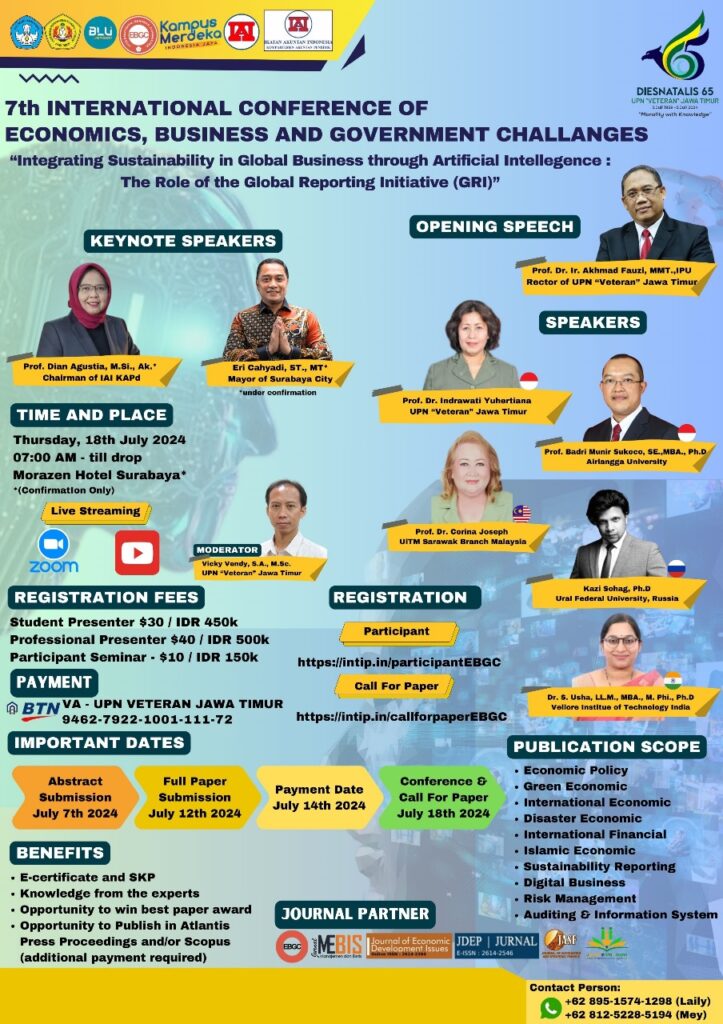 BLU
EBGC
Kampus
Merdeka
INDONESIA JAYA
IAI
IAI
IKATAN AKUNTAN INDONESIA
KOMPARTEMEN AKUNTAN PENDIDIK
DIESNATALIS 65
UPN "VETERAN" JAWA TIMUR
"Morality with Knowledge"
7th INTERNATIONAL CONFERENCE OF
ECONOMICS, BUSINESS AND GOVERNMENT CHALLANGES
“Integrating Sustainability in Global Business through Artificial Intellegence :
The Role of the Global Reporting Initiative (GRI)”
OPENING SPEECH
Prof. Dr. Ir. Akhmad Fauzi, MMT.,IPU
Rector of UPN “Veteran” Jawa Timur
KEYNOTE SPEAKERS
Prof. Dian Agustia, M.Si., Ak.*
Chairman of IAI KAPd
Eri Cahyadi, ST., MT*
Mayor of Surabaya City
*under confirmation
SPEAKERS
Prof. Dr. Indrawati Yuhertiana
UPN “Veteran” Jawa Timur
Prof. Badri Munir Sukoco, SE.,MBA., Ph.D
Airlangga University
Prof. Dr. Corina Joseph
UiTM Sarawak Branch Malaysia
Kazi Sohag, Ph.D
Ural Federal University, Russia
Dr. S. Usha, LL.M., MBA., M. Phi., Ph.D
Vellore Institue of Technology India
TIME AND PLACE
Thursday, 18th July 2024
07:00 AM - till drop
Morazen Hotel Surabaya*
*(Confirmation Only)
Live Streaming
zoom
MODERATOR
Vicky Vendy, S.A., M.Sc.
UPN “Veteran” Jawa Timur
REGISTRATION FEES
Student Presenter $30 / IDR 450k
Professional Presenter $40 / IDR 500k
Participant Seminar - $10 / IDR 150k
PAYMENT
BTN
VA - UPN VETERAN JAWA TIMUR
9462-7922-1001-111-72
REGISTRATION
Participant
https://intip.in/participantEBGC
Call For Paper
https://intip.in/callforpaperEBGC
IMPORTANT DATES
Abstract
Submission
July 7th 2024
Full Paper
Submission
July 12th 2024
Payment Date
July 14th 2024
Conference &
Call For Paper
July 18th 2024
PUBLICATION SCOPE
• Economic Policy
• Green Economic
• International Economic
• Disaster Economic
• International Financial
• Islamic Economic
• Sustainability Reporting
• Digital Business
• Risk Management
• Auditing & Information System
BENEFITS
• E-certificate and SKP
• Knowledge from the experts
• Opportunity to win best paper award
• Opportunity to Publish in Atlantis
Press Proceedings and/or Scopus
(additional payment required)
JOURNAL PARTNER
EBGC
MEBIS
Journal of Economic
Development Issues
JDEP | JURNAL
E-ISSN : 2614-2546
JASF
Contact Person:
+62 895-1574-1298 (Laily)
+62 812-5228-5194 (Mey)